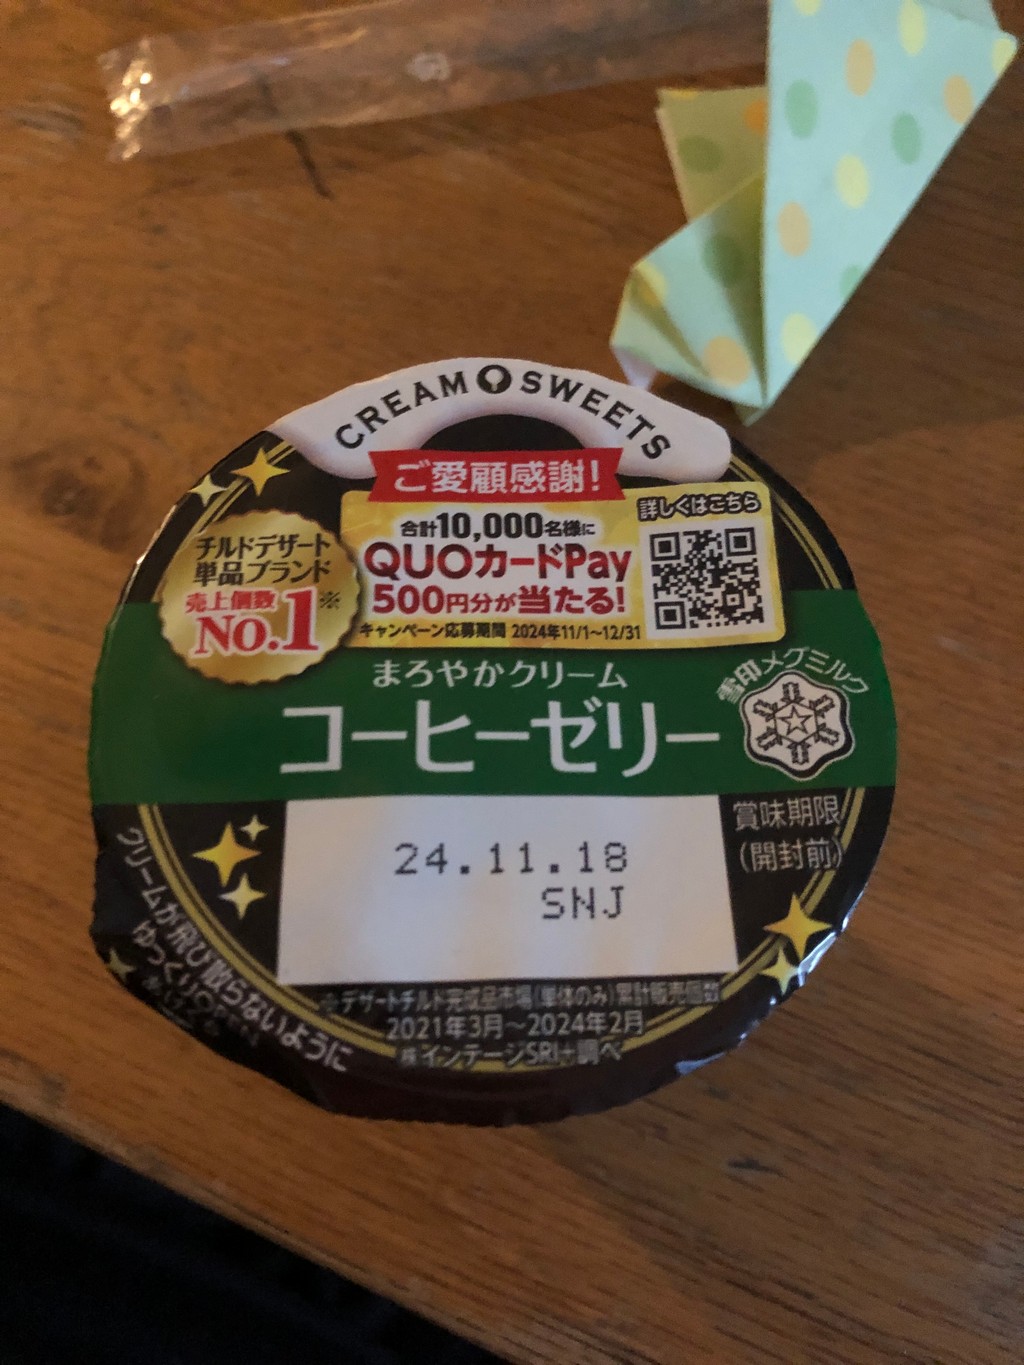 CREAM SWEETS
ご愛顧感謝!
合計10,000名様に
QUOカードPay
500円分が当たる!
キャンペーン応募期間 2024年11/1～12/31
詳しくはこちら
チルドデザート
単品ブランド
売上個数※
No.1
まろやかクリーム
コーヒーゼリー
雪印メグミルク
賞味期限
(開封前)
24.11.18
SNJ
※デザートチルド完成品市場(単体のみ)累計販売個数
2021年3月～2024年2月
㈱インテージSRI+調べ
クリームが飛び散らないように
ゆっくりOPEN